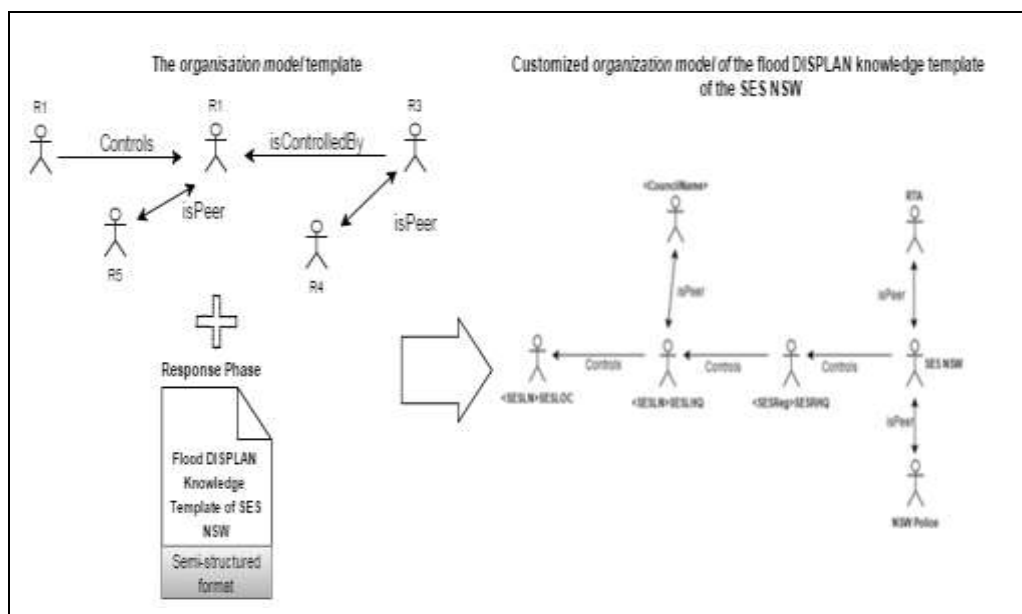 The organisation model template
R1
R1
R3
Controls
isControlledBy
isPeer
isPeer
R5
R4
Response Phase
Flood DISPLAN
Knowledge
Template of SES
NSW
Semi-structured
format
Customized organization model of the flood DISPLAN knowledge template
of the SES NSW
<CouncilName>
RTA
isPeer
isPeer
Controls
Controls
Controls
SES NSW
<SESLN>SESLOC
<SESLN>SESLHQ
<SESReg>SESRHQ
isPeer
NSW Police